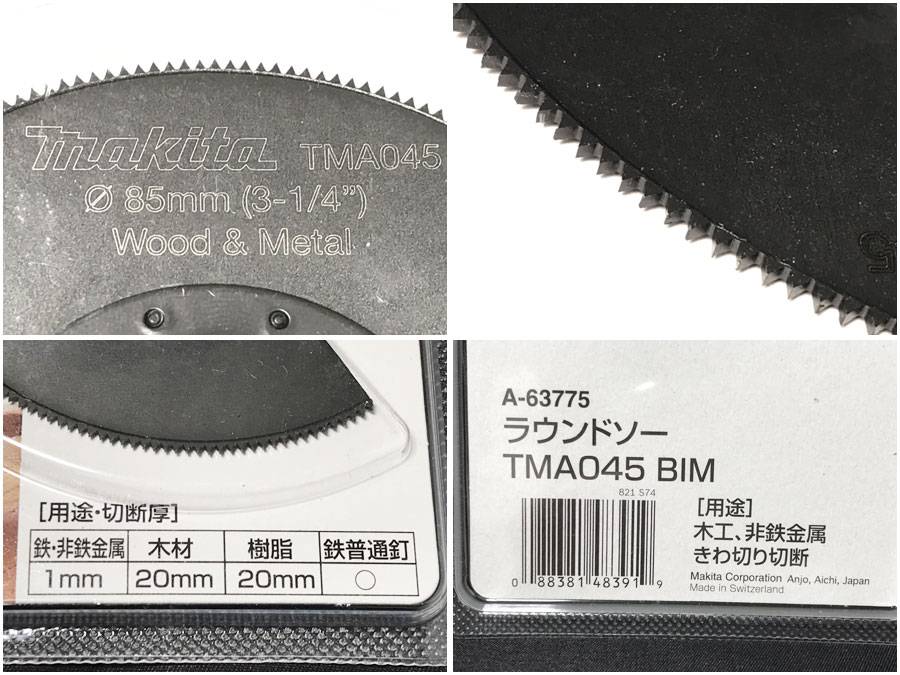 makita TMA045
Ø 85mm (3-1/4")
Wood & Metal
5
[用途・切断厚]
鉄・非鉄金属 木材 樹脂 鉄普通釘
1mm 20mm 20mm ○
A-63775
ラウンドソー
TMA045 BIM
821 574
0 88381 48391 9
[用途]
木工、非鉄金属
きわ切り切断
Makita Corporation Anjo, Aichi, Japan
Made in Switzerland